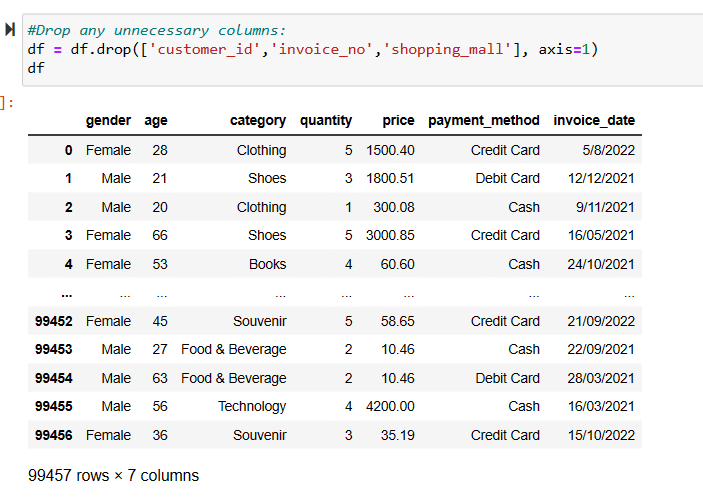 #Drop any unnecessary columns:
df = df.drop(['customer_id','invoice_no','shopping_mall'], axis=1)
df
]:
gender age category quantity price payment_method invoice_date
0 Female 28 Clothing 5 1500.40 Credit Card 5/8/2022
1 Male 21 Shoes 3 1800.51 Debit Card 12/12/2021
2 Male 20 Clothing 1 300.08 Cash 9/11/2021
3 Female 66 Shoes 5 3000.85 Credit Card 16/05/2021
4 Female 53 Books 4 60.60 Cash 24/10/2021
... ... ... ... ... ... ... ...
99452 Female 45 Souvenir 5 58.65 Credit Card 21/09/2022
99453 Male 27 Food & Beverage 2 10.46 Cash 22/09/2021
99454 Male 63 Food & Beverage 2 10.46 Debit Card 28/03/2021
99455 Male 56 Technology 4 4200.00 Cash 16/03/2021
99456 Female 36 Souvenir 3 35.19 Credit Card 15/10/2022
99457 rows × 7 columns